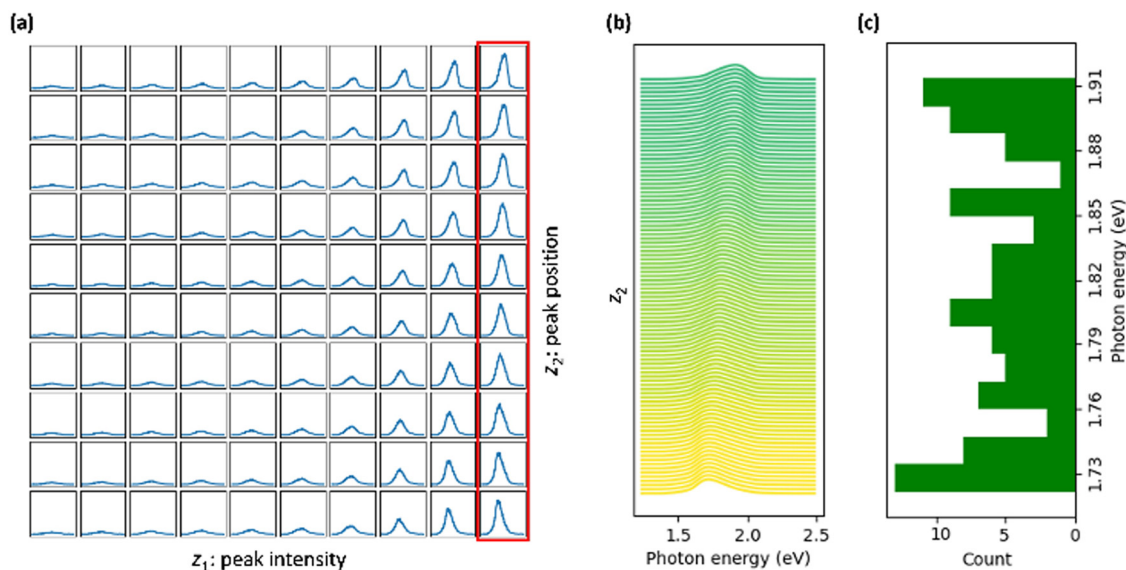 (a)
z₂: peak position
z₁: peak intensity
(b)
z₂
1.5 2.0 2.5
Photon energy (eV)
(c)
1.91
1.88
1.85
1.82
1.79
1.76
1.73
Photon energy (eV)
10 5 0
Count